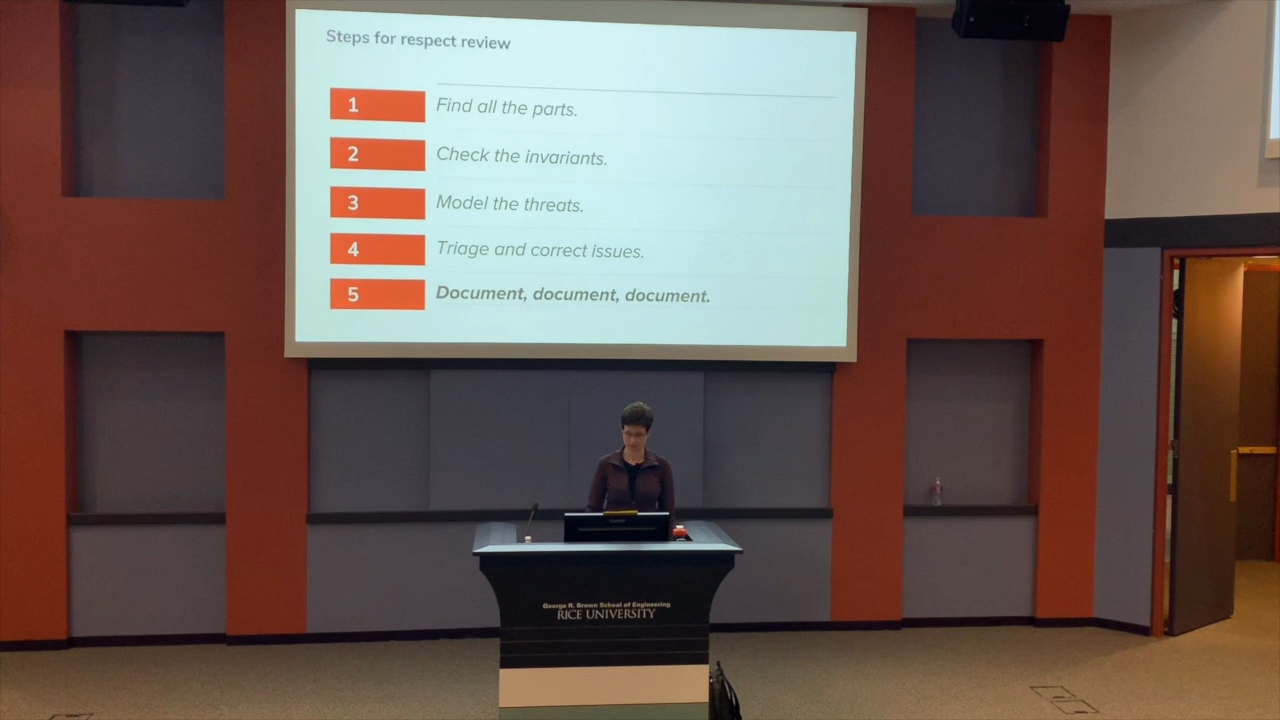 Steps for respect review
1 Find all the parts.
2 Check the invariants.
3 Model the threats.
4 Triage and correct issues.
5 Document, document, document.
George R. Brown School of Engineering
RICE UNIVERSITY